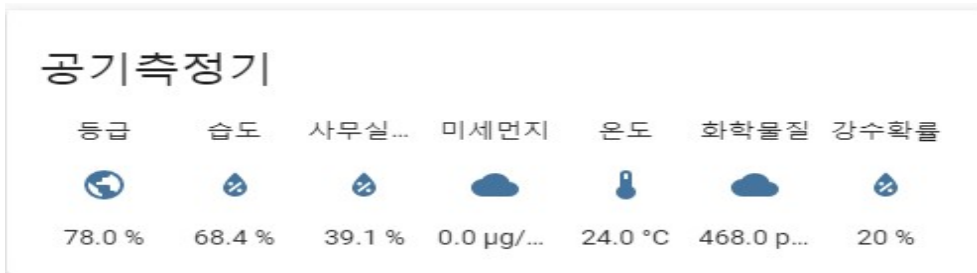 공기측정기
등급 습도 사무실... 미세먼지 온도 화학물질 강수확률
78.0 % 68.4 % 39.1 % 0.0 µg/... 24.0 °C 468.0 p... 20 %